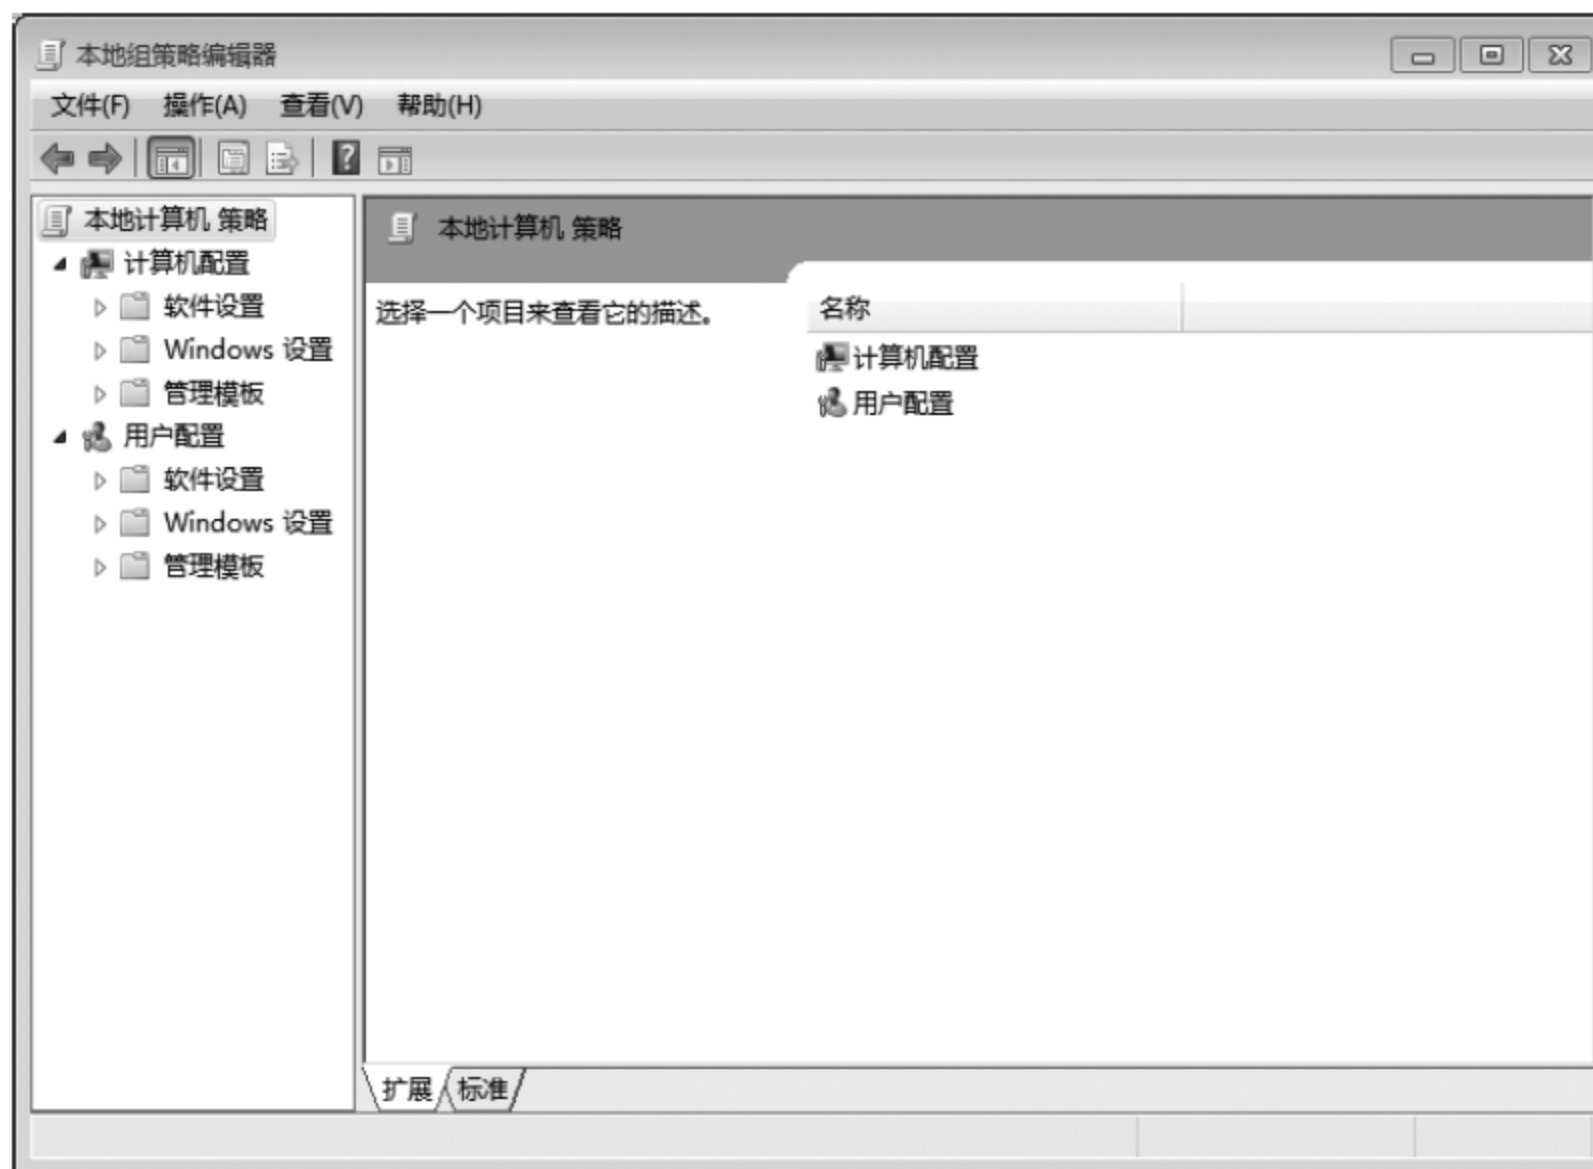 本地组策略编辑器
文件(F) 操作(A) 查看(V) 帮助(H)
本地计算机 策略
计算机配置
软件设置
Windows 设置
管理模板
用户配置
软件设置
Windows 设置
管理模板
本地计算机 策略
选择一个项目来查看它的描述。
名称
计算机配置
用户配置
扩展 标准